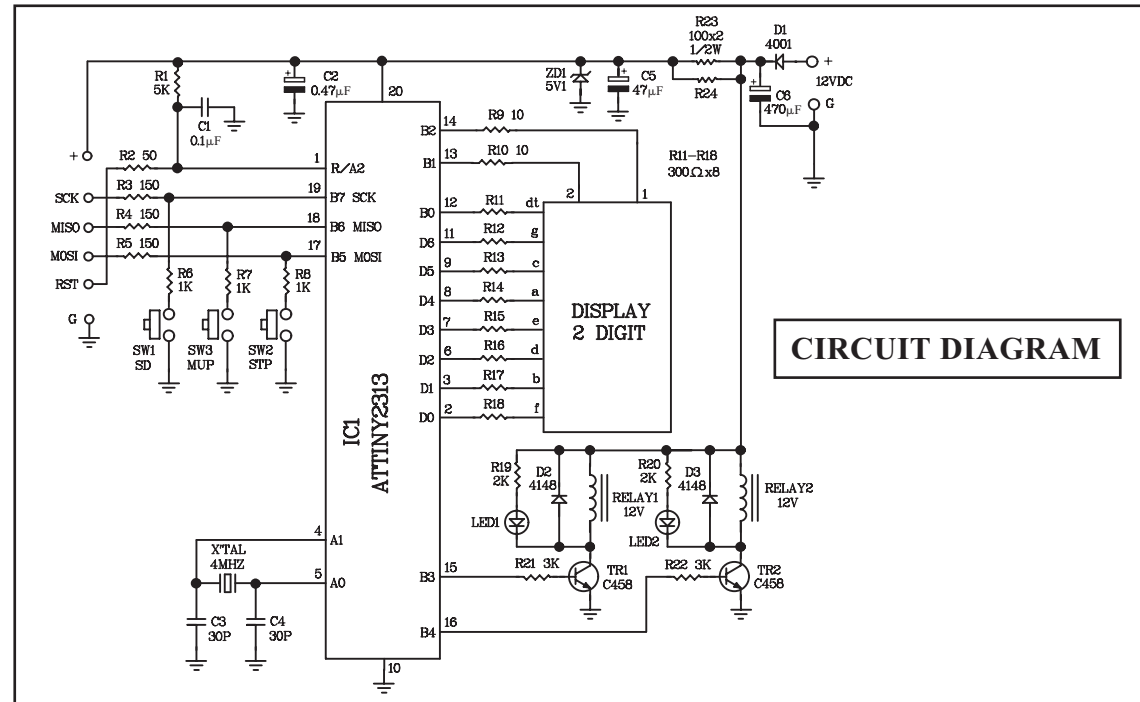 R23
100x2
1/2W
D1
4001
+
12VDC
R1
5K
C2
0.47µF
20
ZD1
5V1
C5
47µF
R24
C6
470µF
G
C1
0.1µF
+
R2 50
1
R/A2
SCK
R3 150
19
B7 SCK
MISO
R4 150
18
B6 MISO
MOSI
R5 150
17
B5 MOSI
RST
G
R6
1K
R7
1K
R8
1K
SW1
SD
SW3
MUP
SW2
STP
IC1
ATTINY2313
B2
14
R9 10
B1
13
R10 10
R11-R18
300Ωx8
2
1
B0
12
R11
dt
D6
11
R12
g
D5
9
R13
c
D4
8
R14
a
D3
7
R15
e
D2
6
R16
d
D1
3
R17
b
D0
2
R18
f
DISPLAY
2 DIGIT
CIRCUIT DIAGRAM
R19
2K
D2
4148
RELAY1
12V
LED1
R20
2K
D3
4148
RELAY2
12V
LED2
4
A1
X'TAL
4MHZ
5
A0
C3
30P
C4
30P
B3
15
R21 3K
TR1
C458
R22 3K
TR2
C458
B4
16
10